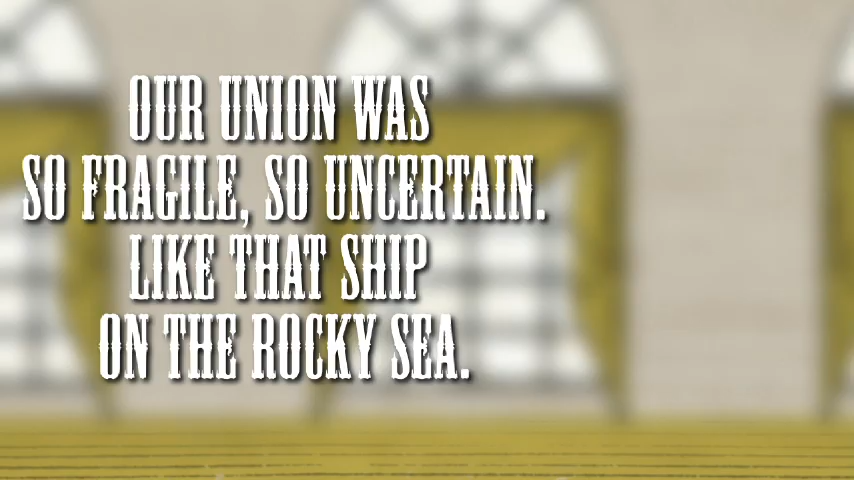 OUR UNION WAS
SO FRAGILE, SO UNCERTAIN.
LIKE THAT SHIP
ON THE ROCKY SEA.